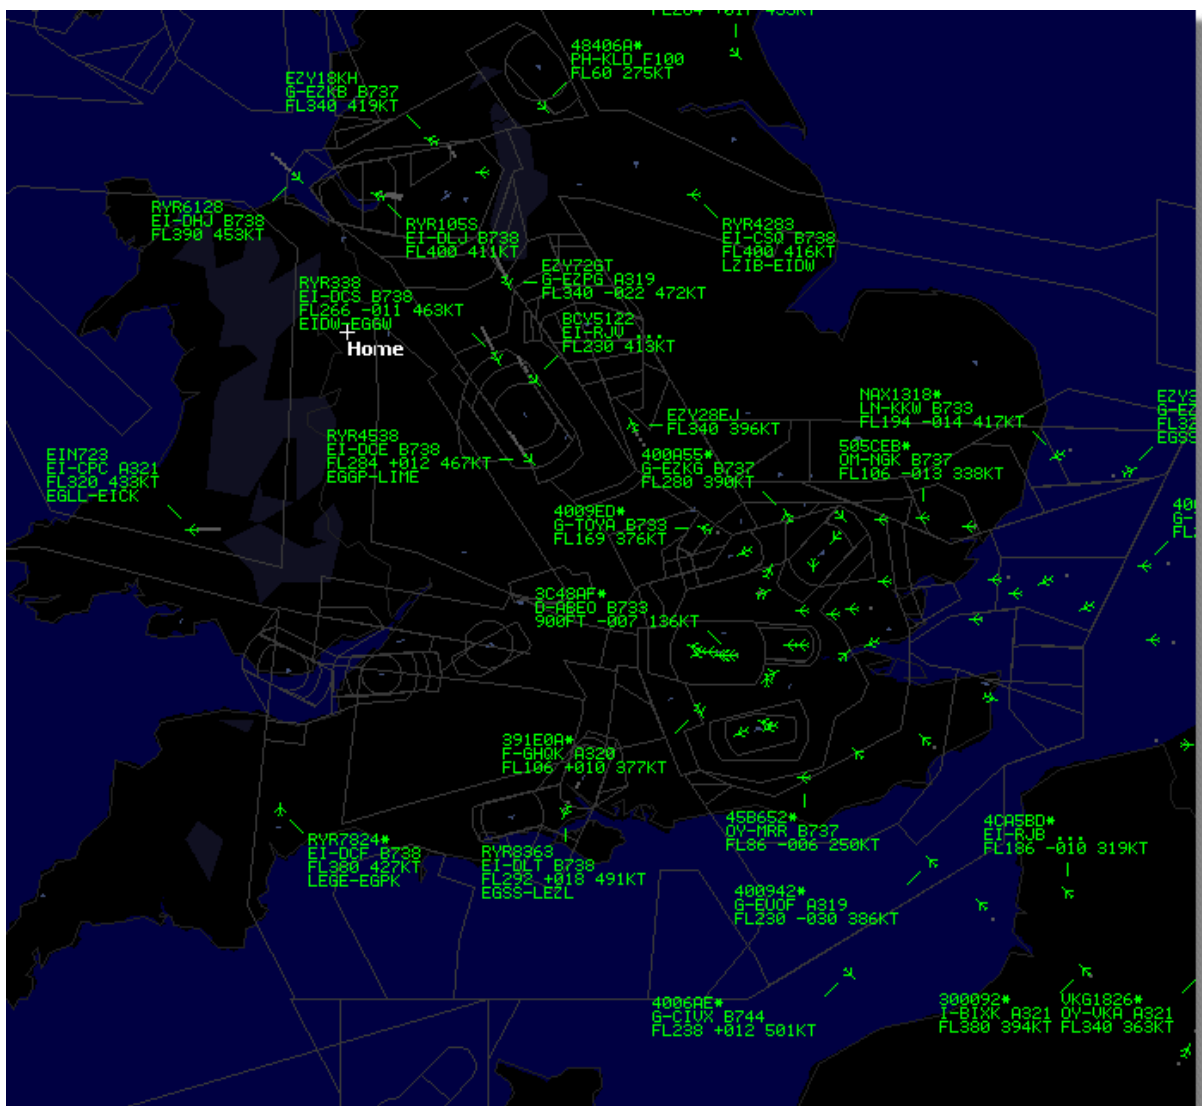 48406A*
PH-KLD F100
FL60 275KT
EZY18KH
G-EZKB B737
FL340 419KT
RYR6128
EI-DHJ B738
FL390 453KT
RYR105S
EI-DLJ B738
FL400 411KT
RYR4283
EI-CSQ B738
FL400 416KT
LZIB-EIDW
EZY72GT
G-EZPG A319
FL340 -022 472KT
RYR338
EI-DCS B738
FL266 -011 463KT
EIDW-EGGW
Home
BCY5122
EI-RJV ...
FL230 413KT
EZY28EJ
FL340 396KT
NAX1318*
LN-KKW B733
FL194 -014 417KT
RYR4538
EI-DCE B738
FL284 +012 467KT
EGGP-LIME
505CEB*
OM-NGK B737
FL106 -013 338KT
400A55*
G-EZKG B737
FL280 390KT
EIN723
EI-CPC A321
FL320 433KT
EGLL-EICK
4009ED*
G-TOYA B733
FL169 376KT
3C48AF*
D-ABEO B733
900FT -007 136KT
391E0A*
F-GHQK A320
FL106 +010 377KT
45B652*
OY-MRR B737
FL86 -006 250KT
4CA5BD*
EI-RJB ...
FL186 -010 319KT
RYR7824*
EI-DCF B738
FL380 427KT
LEGE-EGPK
RYR8363
EI-DLT B738
FL292 +018 491KT
EGSS-LEZL
400942*
G-EUOF A319
FL230 -030 386KT
4006AE*
G-CIVX B744
FL238 +012 501KT
300092*
I-BIXK A321
FL380 394KT
VKG1826*
OY-VKA A321
FL340 363KT